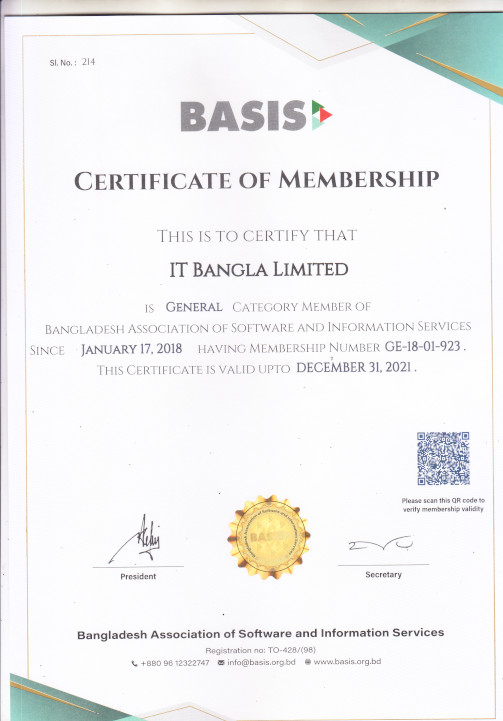 Sl. No. : 214
BASIS
CERTIFICATE OF MEMBERSHIP
THIS IS TO CERTIFY THAT
IT BANGLA LIMITED
IS GENERAL CATEGORY MEMBER OF
BANGLADESH ASSOCIATION OF SOFTWARE AND INFORMATION SERVICES
SINCE JANUARY 17, 2018 HAVING MEMBERSHIP NUMBER GE-18-01-923 .
THIS CERTIFICATE IS VALID UPTO DECEMBER 31, 2021 .
Please scan this QR code to
verify membership validity
BASIS
President
Secretary
Bangladesh Association of Software and Information Services
Registration no: TO-428/(98)
+880 96 12322747 info@basis.org.bd www.basis.org.bd